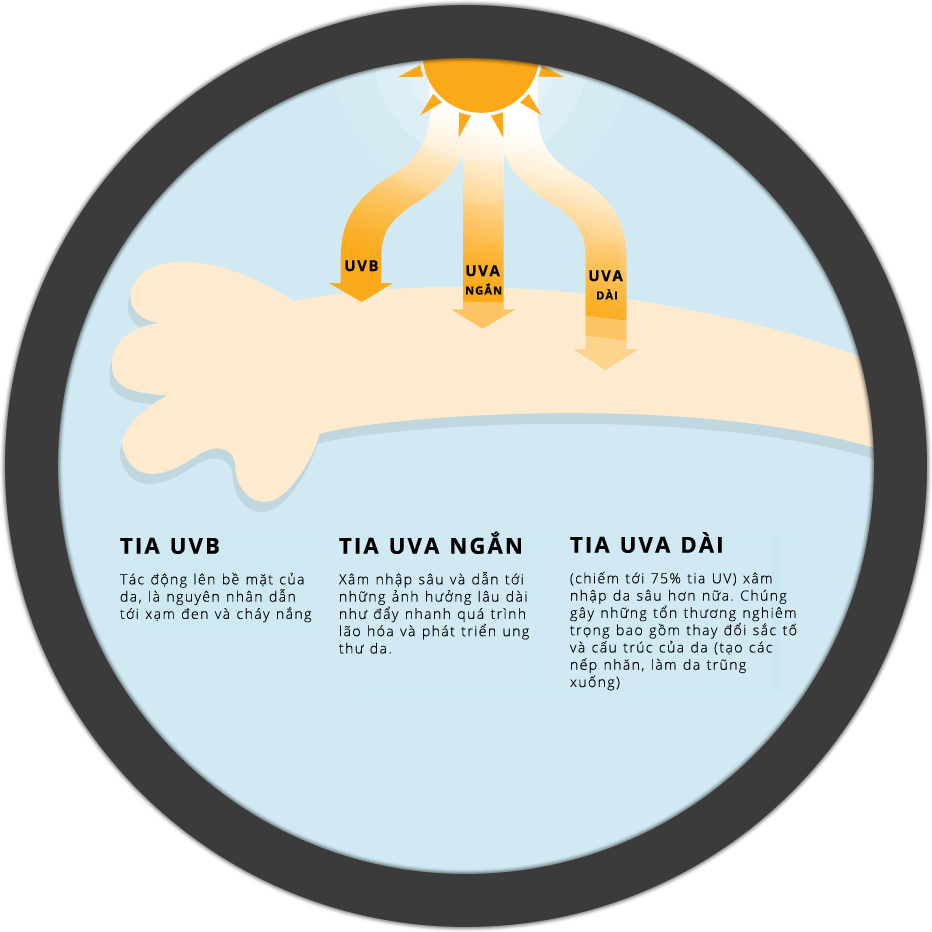 UVB
UVA
NGẮN
UVA
DÀI
TIA UVB
Tác động lên bề mặt của
da, là nguyên nhân dẫn
tới xạm đen và cháy nắng
TIA UVA NGẮN
Xâm nhập sâu và dẫn tới
những ảnh hưởng lâu dài
như đẩy nhanh quá trình
lão hóa và phát triển ung
thư da.
TIA UVA DÀI
(chiếm tới 75% tia UV) xâm
nhập da sâu hơn nữa. Chúng
gây những tổn thương nghiêm
trọng bao gồm thay đổi sắc tố
và cấu trúc của da (tạo các
nếp nhăn, làm da trũng
xuống)